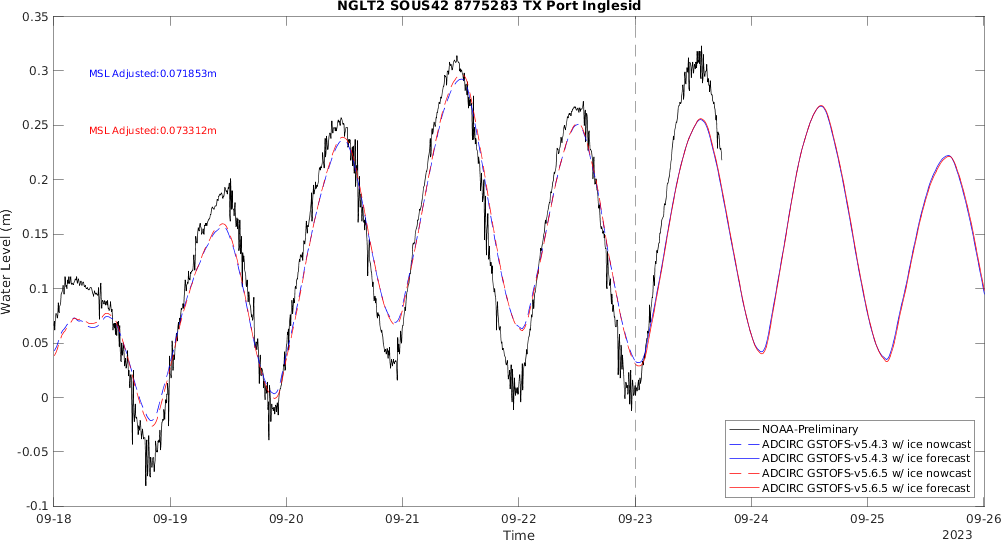 NGLT2 SOUS42 8775283 TX Port Inglesid
0.35
0.3
0.25
0.2
0.15
0.1
0.05
0
-0.05
-0.1
Water Level (m)
MSL Adjusted:0.071853m
MSL Adjusted:0.073312m
NOAA-Preliminary
ADCIRC GSTOFS-v5.4.3 w/ ice nowcast
ADCIRC GSTOFS-v5.4.3 w/ ice forecast
ADCIRC GSTOFS-v5.6.5 w/ ice nowcast
ADCIRC GSTOFS-v5.6.5 w/ ice forecast
09-18 09-19 09-20 09-21 09-22 09-23 09-24 09-25 09-26
Time
2023